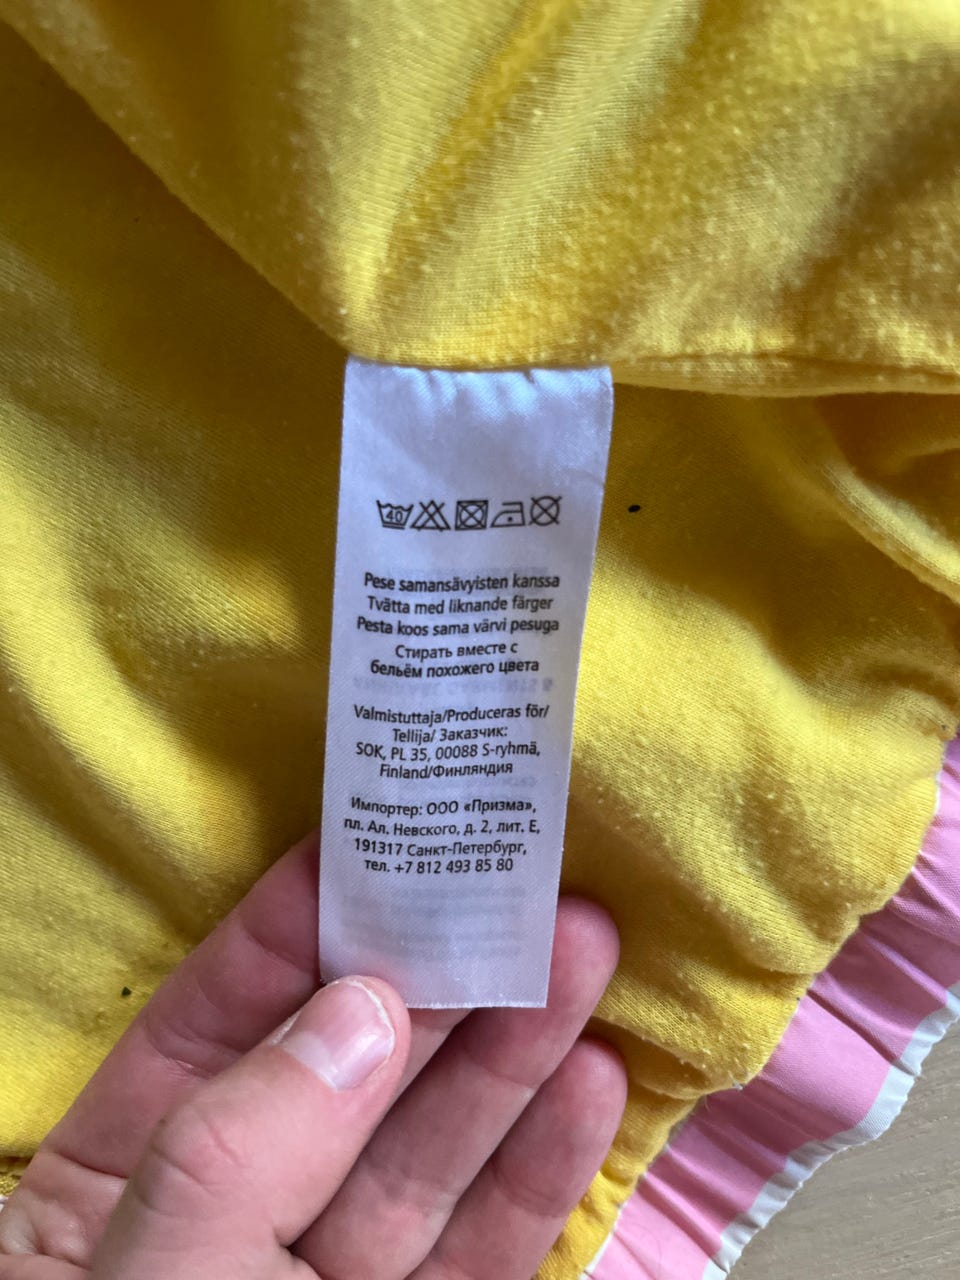 40
Pese samansävyisten kanssa
Tvätta med liknande färger
Pesta koos sama värvi pesuga
Стирать вместе с
бельём похожего цвета
Valmistuttaja/Produceras för/
Tellija/ Заказчик:
SOK, PL 35, 00088 S-ryhmä,
Finland/Финляндия
Импортер: ООО «Призма»,
пл. Ал. Невского, д. 2, лит. Е,
191317 Санкт-Петербург,
тел. +7 812 493 85 80